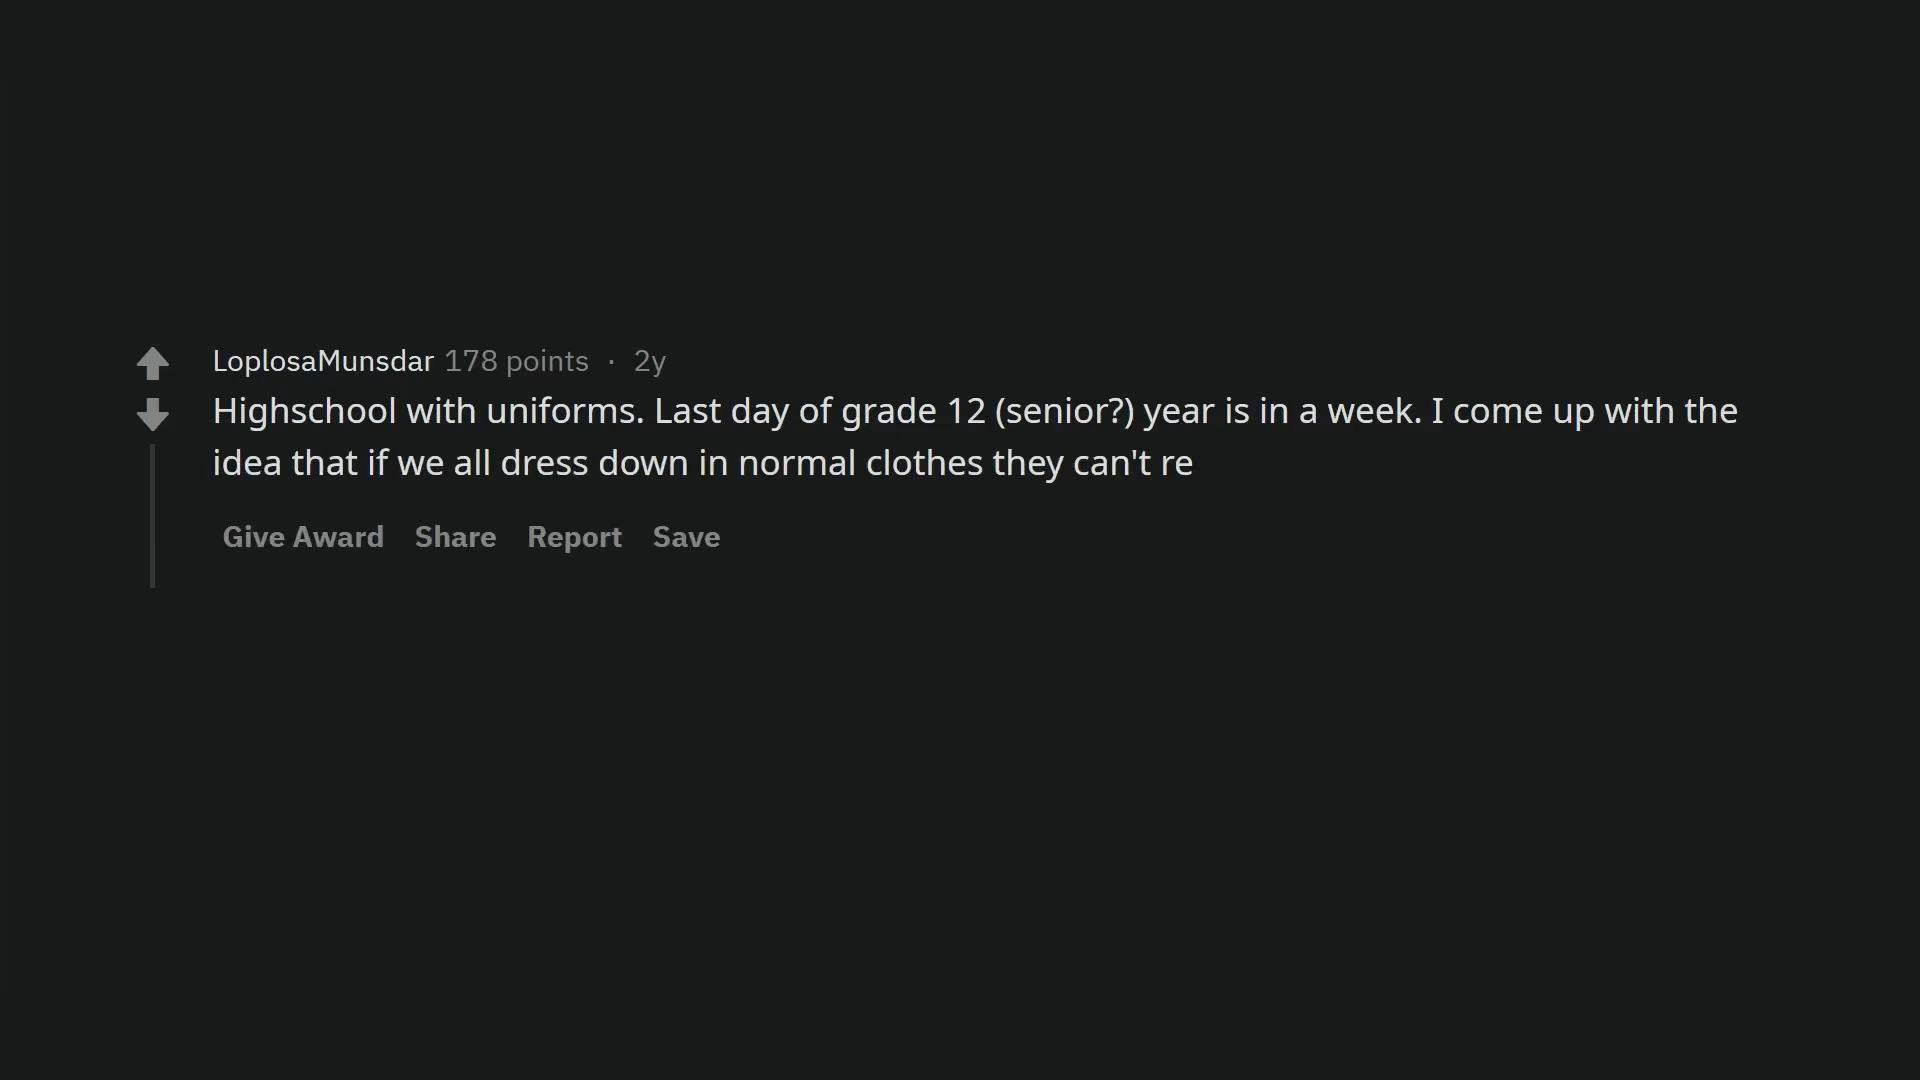 LoplosaMunsdar 178 points · 2y
Highschool with uniforms. Last day of grade 12 (senior?) year is in a week. I come up with the
idea that if we all dress down in normal clothes they can't re
Give Award Share Report Save